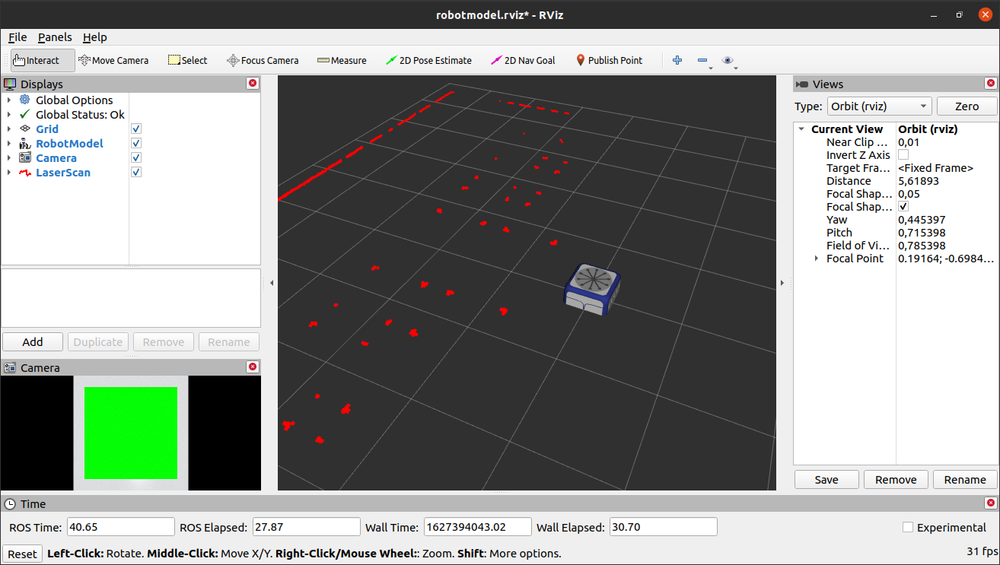 robotmodel.rviz* - RViz
File Panels Help
Interact Move Camera Select Focus Camera Measure 2D Pose Estimate 2D Nav Goal Publish Point
Displays
Global Options
Global Status: Ok
Grid
RobotModel
Camera
LaserScan
Add Duplicate Remove Rename
Camera
Views
Type: Orbit (rviz) Zero
Current View Orbit (rviz)
Near Clip ... 0,01
Invert Z Axis
Target Fra... <Fixed Frame>
Distance 5,61893
Focal Shap... 0,05
Focal Shap...
Yaw 0,445397
Pitch 0,715398
Field of Vi... 0,785398
Focal Point 0.19164; -0.6984...
Save Remove Rename
Time
ROS Time: 40.65 ROS Elapsed: 27.87 Wall Time: 1627394043.02 Wall Elapsed: 30.70 Experimental
Reset Left-Click: Rotate. Middle-Click: Move X/Y. Right-Click/Mouse Wheel:: Zoom. Shift: More options. 31 fps